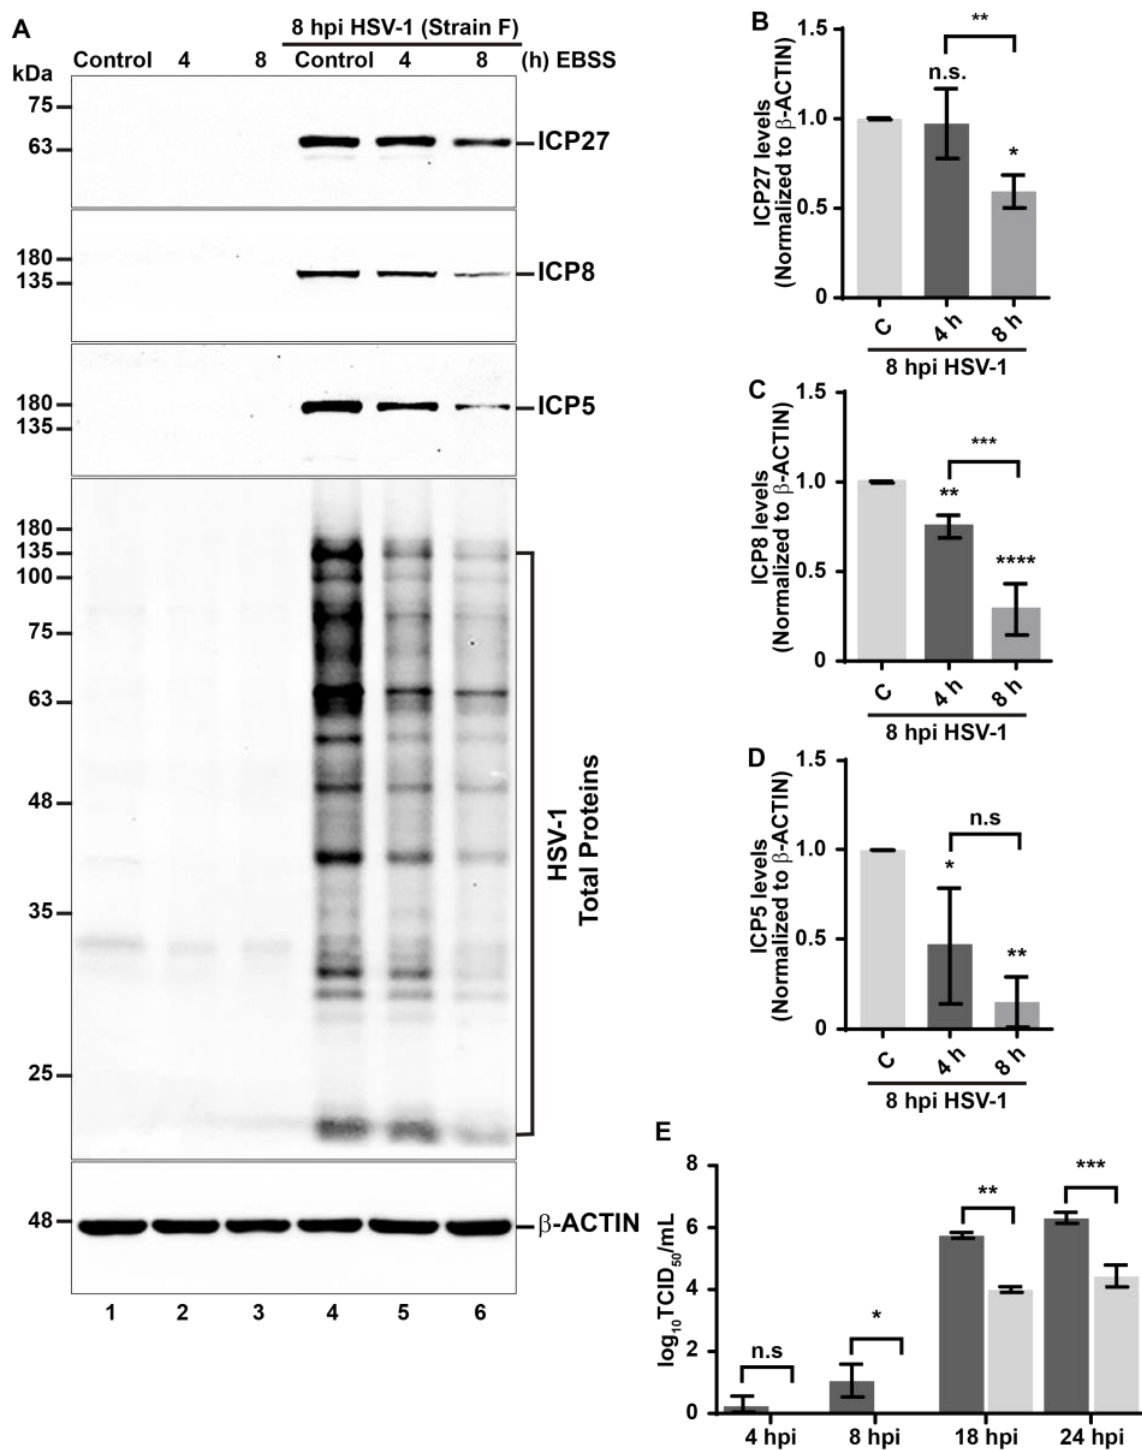 A
8 hpi HSV-1 (Strain F)
Control 4 8 Control 4 8 (h) EBSS
kDa
75
63
ICP27
180
135
ICP8
180
135
ICP5
180
135
100
75
63
48
35
25
HSV-1
Total Proteins
48
β-ACTIN
1 2 3 4 5 6
B
ICP27 levels
(Normalized to β-ACTIN)
1.5
1.0
0.5
0
**
n.s.
*
C 4 h 8 h
8 hpi HSV-1
C
ICP8 levels
(Normalized to β-ACTIN)
1.5
1.0
0.5
0
***
**
****
C 4 h 8 h
8 hpi HSV-1
D
ICP5 levels
(Normalized to β-ACTIN)
1.5
1.0
0.5
0
n.s
*
**
C 4 h 8 h
8 hpi HSV-1
E
log10TCID50/mL
8
6
4
2
0
n.s
*
**
***
4 hpi 8 hpi 18 hpi 24 hpi